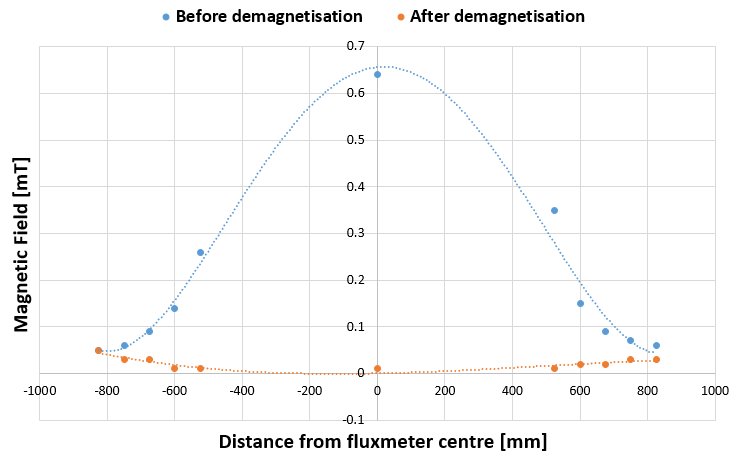 Before demagnetisation After demagnetisation
0.7
0.6
0.5
0.4
0.3
0.2
0.1
0
-0.1
-1000 -800 -600 -400 -200 0 200 400 600 800 1000
Magnetic Field [mT]
Distance from fluxmeter centre [mm]